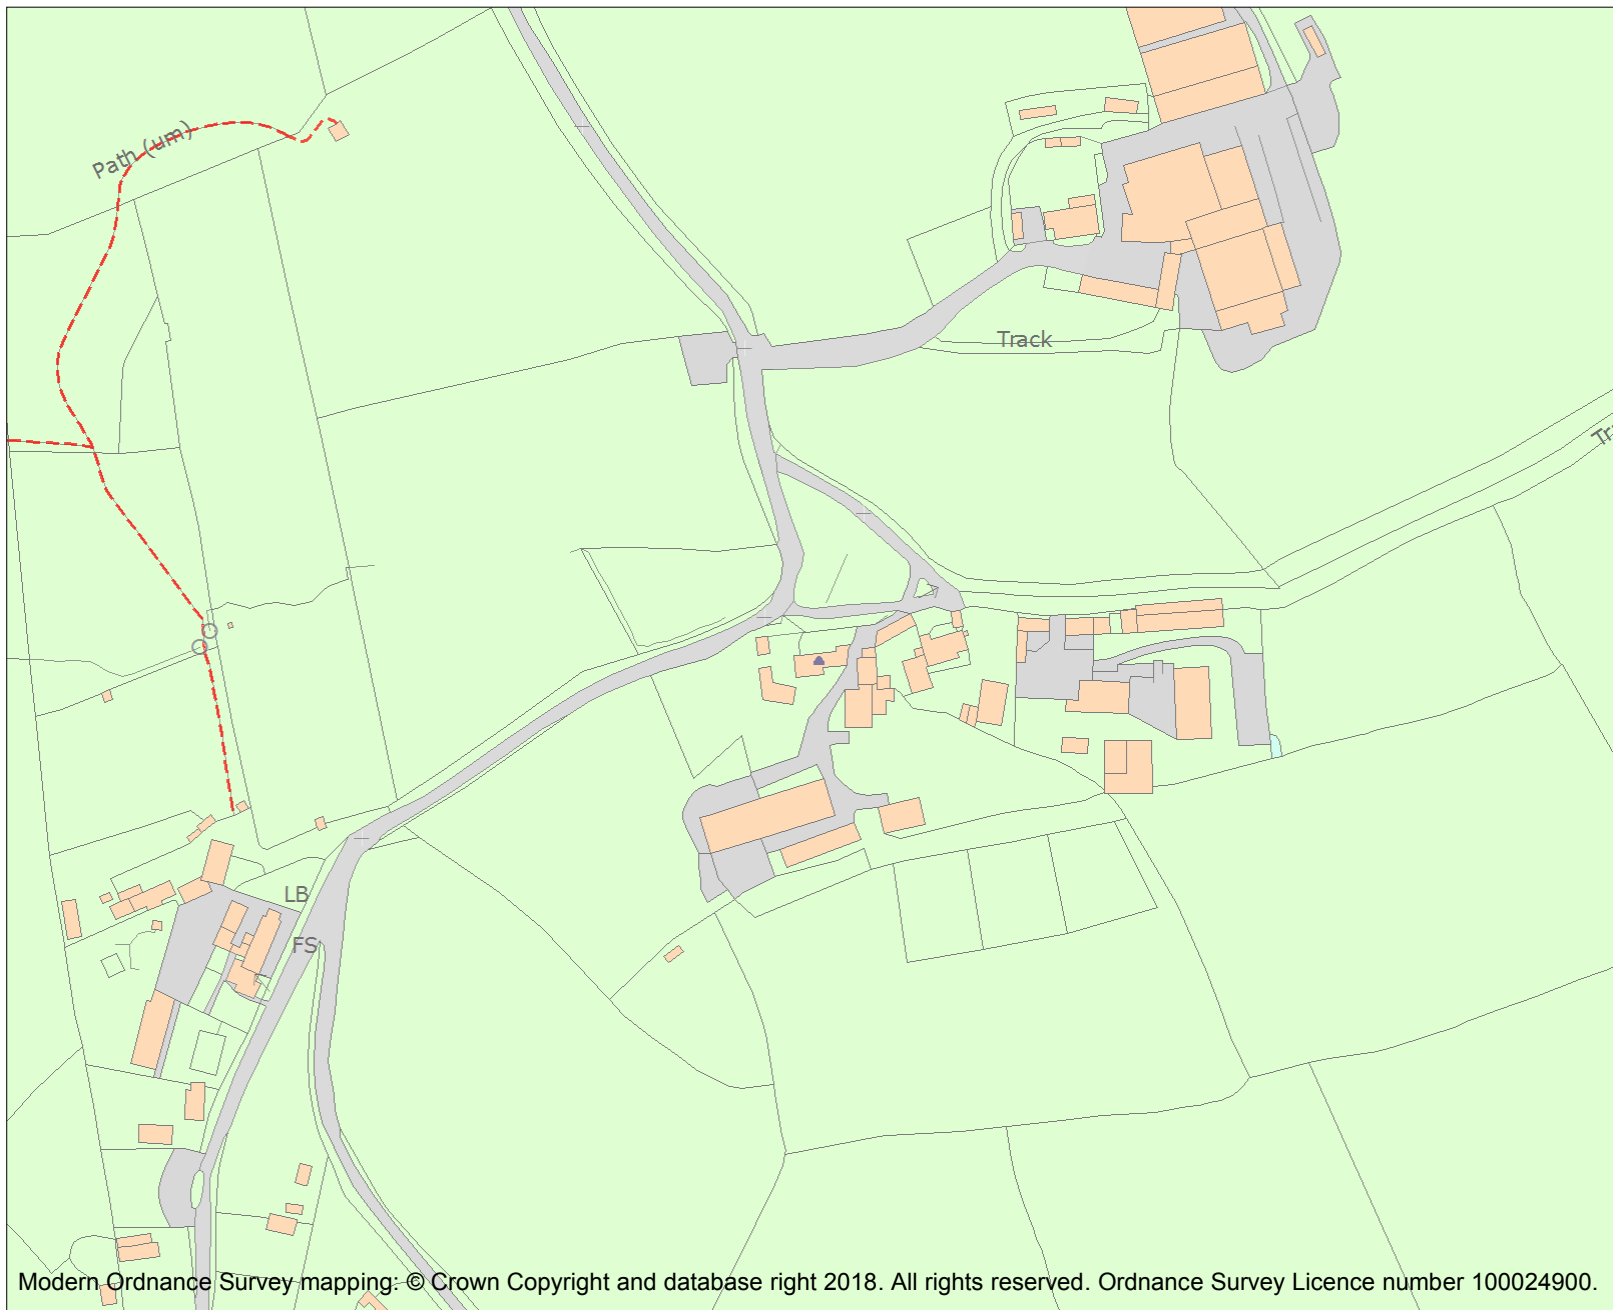 Path (um)
Track
LB
FS
Modern Ordnance Survey mapping: © Crown Copyright and database right 2018. All rights reserved. Ordnance Survey Licence number 100024900.